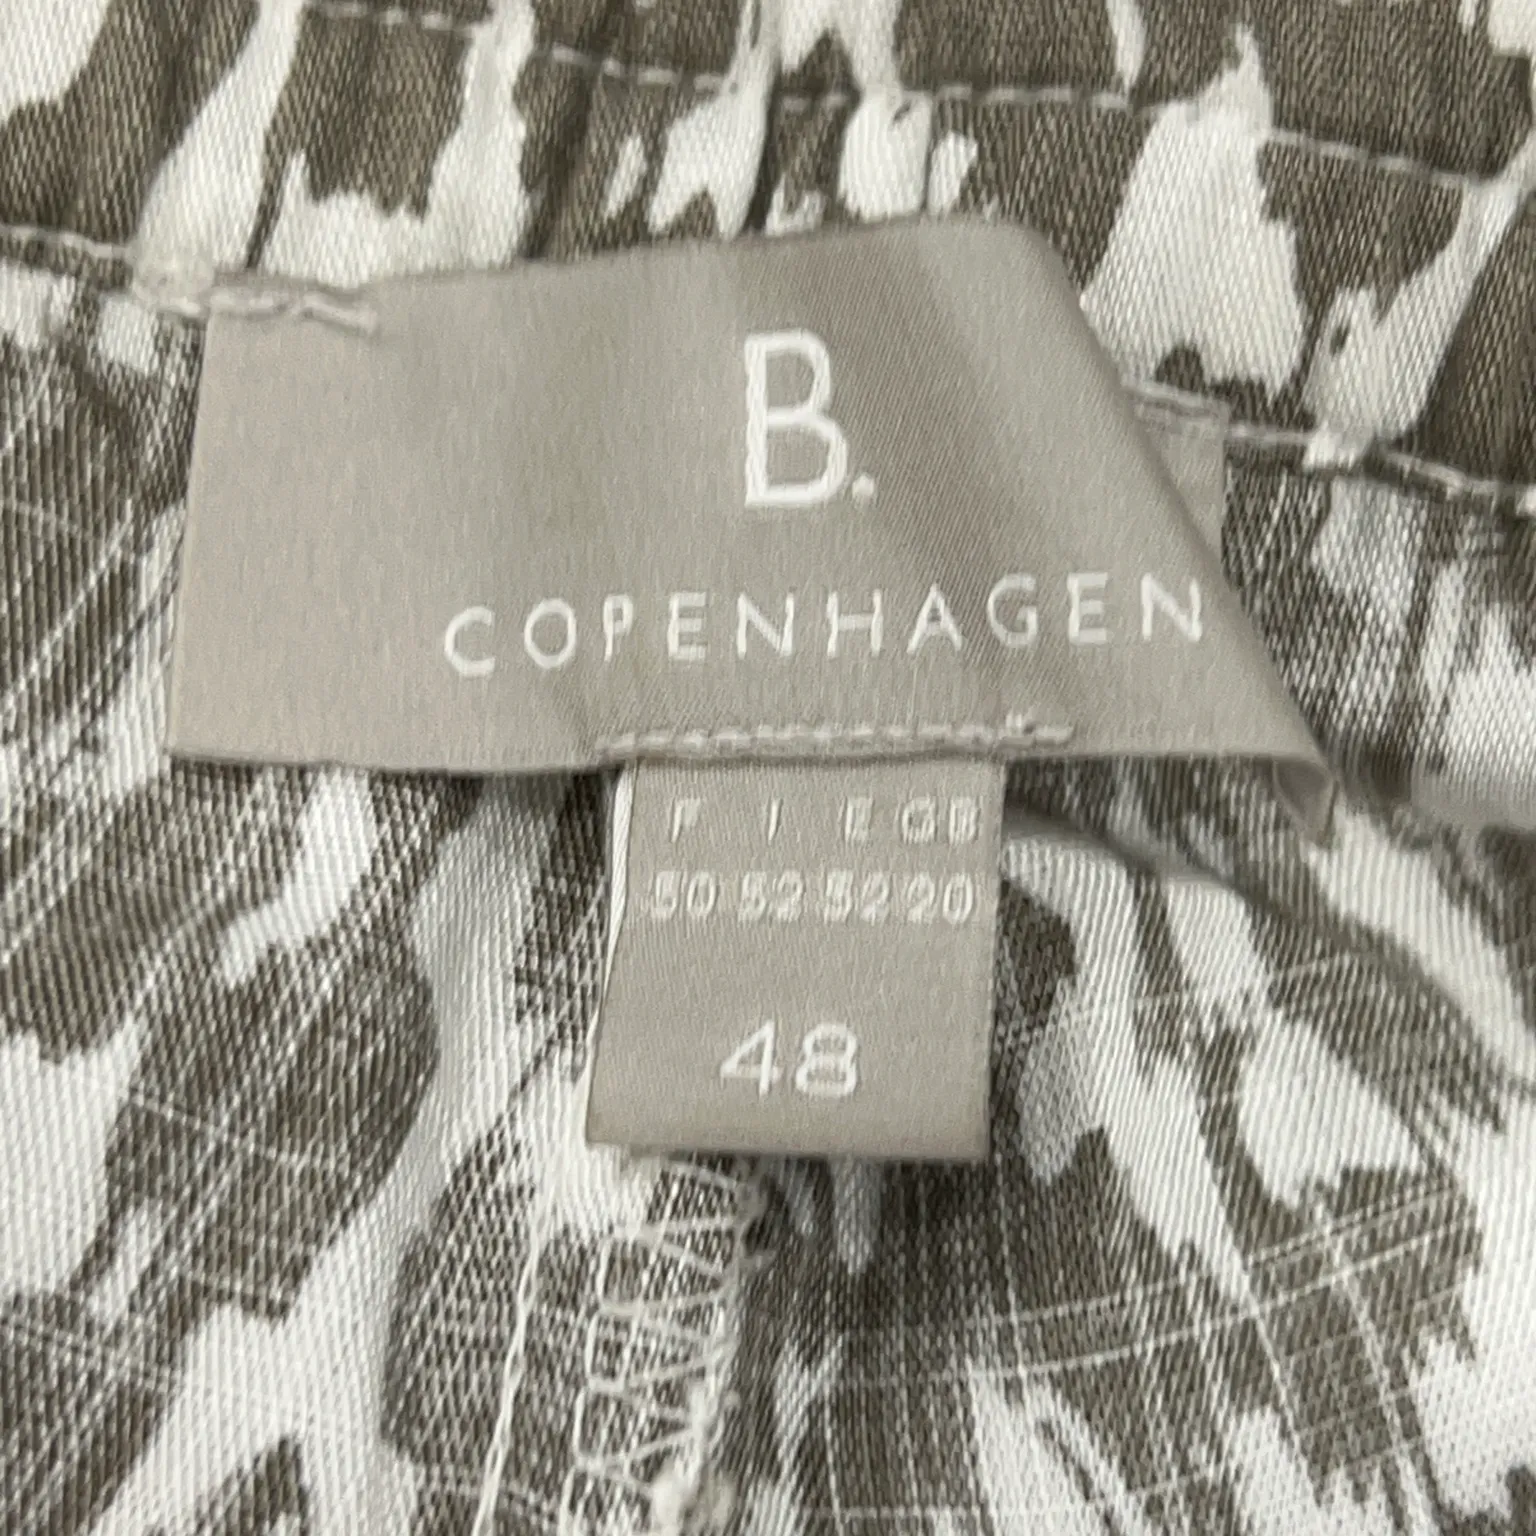 B.
COPENHAGEN
F I E GB
50 52 52 20
48